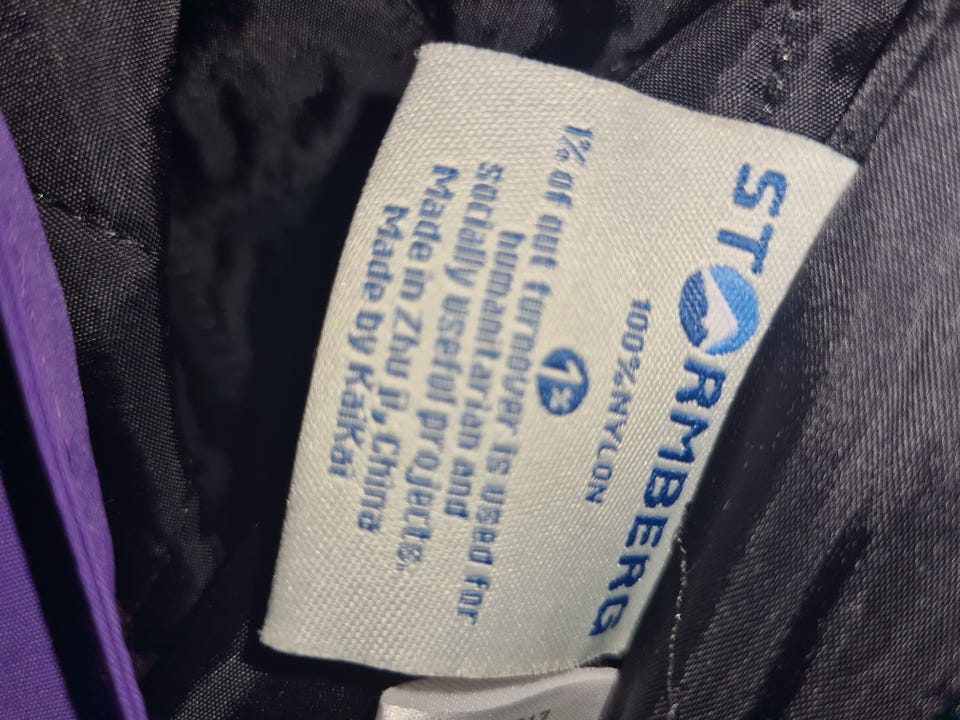 STORMBERG
100% NYLON
1%
1% of out turnover is used for
humanitarian and
Socially useful projects.
Made in Zhu Ji, China
Made by KaiKai